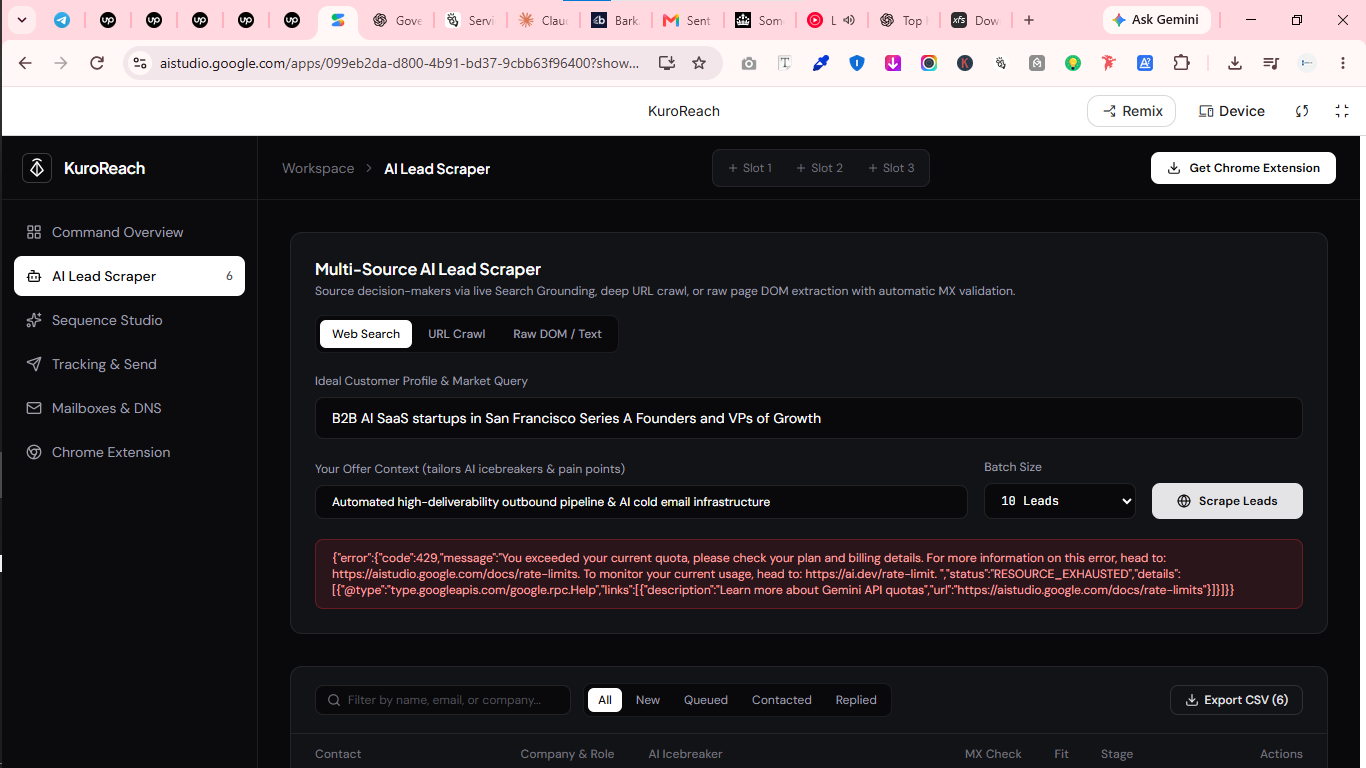 Gove
Servi
Clau
Bark
Sent
Som
L
Top
xfs
Dow
Ask Gemini
aistudio.google.com/apps/099eb2da-d800-4b91-bd37-9cbb63f96400?show...
KuroReach
Remix
Device
KuroReach
Workspace > AI Lead Scraper
+ Slot 1 + Slot 2 + Slot 3
Get Chrome Extension
Command Overview
AI Lead Scraper 6
Sequence Studio
Tracking & Send
Mailboxes & DNS
Chrome Extension
Multi-Source AI Lead Scraper
Source decision-makers via live Search Grounding, deep URL crawl, or raw page DOM extraction with automatic MX validation.
Web Search URL Crawl Raw DOM / Text
Ideal Customer Profile & Market Query
B2B AI SaaS startups in San Francisco Series A Founders and VPs of Growth
Your Offer Context (tailors AI icebreakers & pain points)
Batch Size
Automated high-deliverability outbound pipeline & AI cold email infrastructure
10 Leads
Scrape Leads
{"error":{"code":429,"message":"You exceeded your current quota, please check your plan and billing details. For more information on this error, head to:
https://aistudio.google.com/docs/rate-limits. To monitor your current usage, head to: https://ai.dev/rate-limit. ","status":"RESOURCE_EXHAUSTED","details":
[{"@type":"type.googleapis.com/google.rpc.Help","links":[{"description":"Learn more about Gemini API quotas","url":"https://aistudio.google.com/docs/rate-limits"}]}]}}
Filter by name, email, or company...
All New Queued Contacted Replied
Export CSV (6)
Contact Company & Role AI Icebreaker MX Check Fit Stage Actions